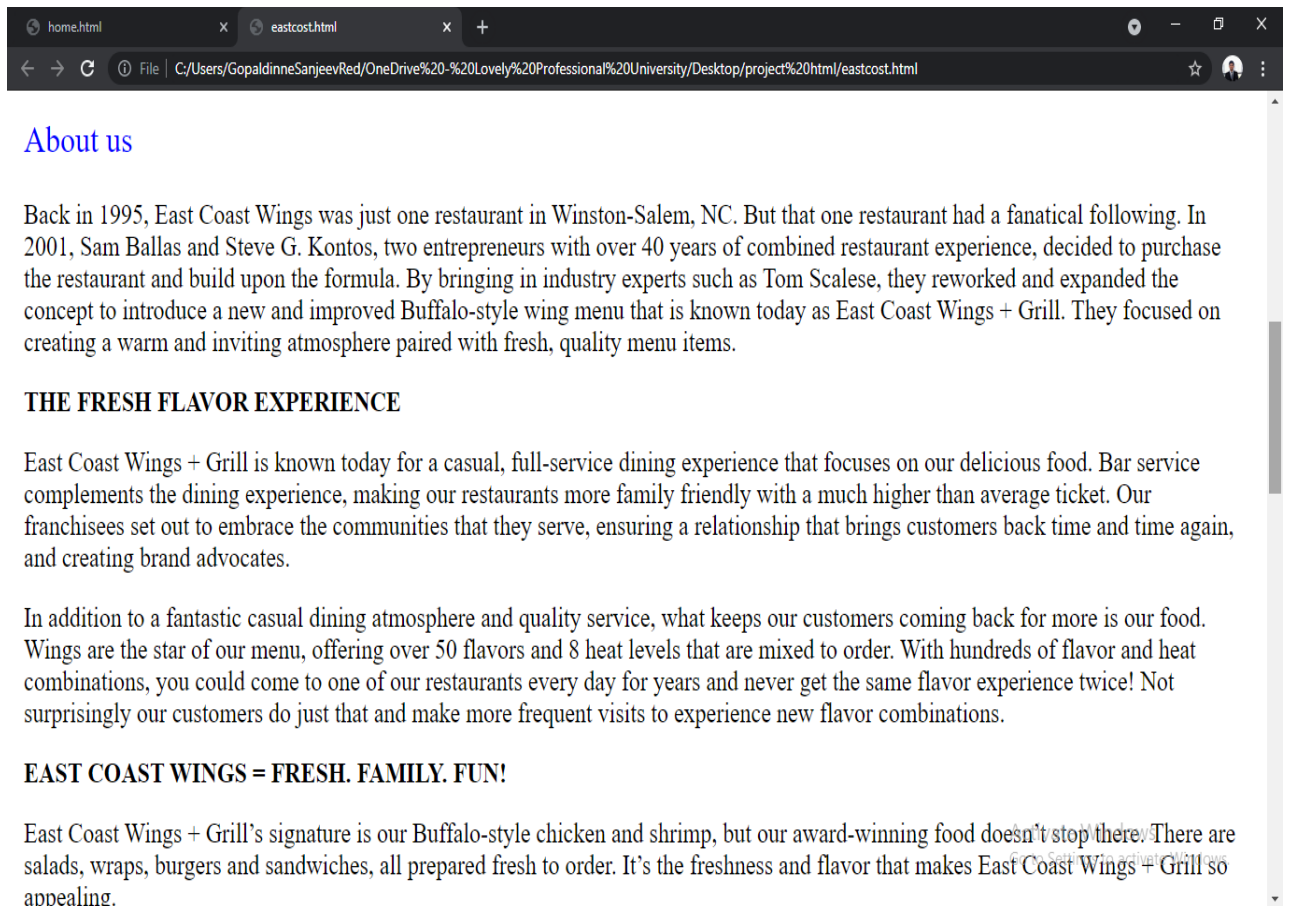 home.html
eastcost.html
File
C:/Users/GopaldinneSanjeevRed/OneDrive%20-%20Lovely%20Professional%20University/Desktop/project%20html/eastcost.html
About us
Back in 1995, East Coast Wings was just one restaurant in Winston-Salem, NC. But that one restaurant had a fanatical following. In
2001, Sam Ballas and Steve G. Kontos, two entrepreneurs with over 40 years of combined restaurant experience, decided to purchase
the restaurant and build upon the formula. By bringing in industry experts such as Tom Scalese, they reworked and expanded the
concept to introduce a new and improved Buffalo-style wing menu that is known today as East Coast Wings + Grill. They focused on
creating a warm and inviting atmosphere paired with fresh, quality menu items.
THE FRESH FLAVOR EXPERIENCE
East Coast Wings + Grill is known today for a casual, full-service dining experience that focuses on our delicious food. Bar service
complements the dining experience, making our restaurants more family friendly with a much higher than average ticket. Our
franchisees set out to embrace the communities that they serve, ensuring a relationship that brings customers back time and time again,
and creating brand advocates.
In addition to a fantastic casual dining atmosphere and quality service, what keeps our customers coming back for more is our food.
Wings are the star of our menu, offering over 50 flavors and 8 heat levels that are mixed to order. With hundreds of flavor and heat
combinations, you could come to one of our restaurants every day for years and never get the same flavor experience twice! Not
surprisingly our customers do just that and make more frequent visits to experience new flavor combinations.
EAST COAST WINGS = FRESH. FAMILY. FUN!
East Coast Wings + Grill’s signature is our Buffalo-style chicken and shrimp, but our award-winning food doesn’t stop there. There are
salads, wraps, burgers and sandwiches, all prepared fresh to order. It’s the freshness and flavor that makes East Coast Wings + Grill so
appealing.
Activate Windows
Go to Settings to activate Windows.